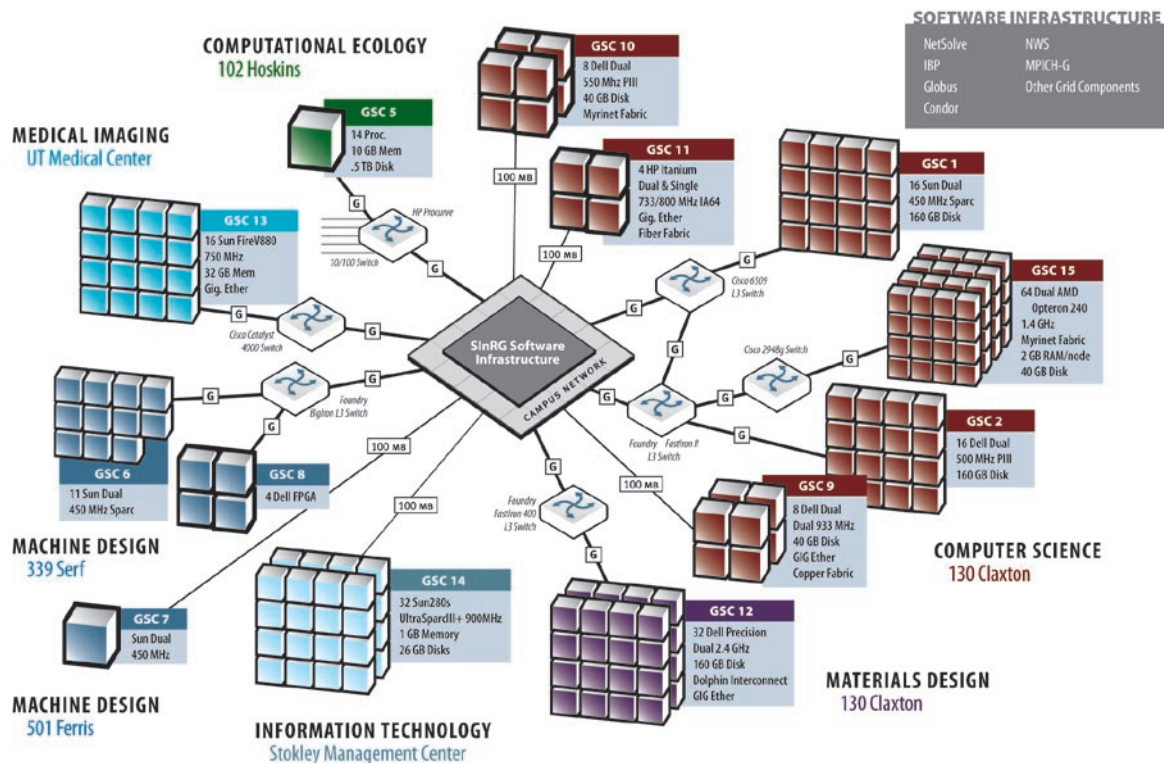 SOFTWARE INFRASTRUCTURE
NetSolve
IBP
Globus
Condor
NWS
MPICH-G
Other Grid Components
COMPUTATIONAL ECOLOGY
102 Hoskins
GSC 5
14 Proc.
10 GB Mem
.5 TB Disk
G
HP Procurve
10/100 Switch
G
GSC 10
8 Dell Dual
550 Mhz PIII
40 GB Disk
Myrinet Fabric
100 MB
GSC 11
4 HP Itanium
Dual & Single
733/800 MHz IA64
Gig. Ether
Fiber Fabric
100 MB
GSC 1
16 Sun Dual
450 MHz Sparc
160 GB Disk
G
Cisco 6509
L3 Switch
G
G
MEDICAL IMAGING
UT Medical Center
GSC 13
16 Sun FireV880
750 MHz
32 GB Mem
Gig. Ether
G
Cisco Catalyst
4000 Switch
G
SInRG Software
Infrastructure
CAMPUS NETWORK
GSC 15
64 Dual AMD
Opteron 240
1.4 GHz
Myrinet Fabric
2 GB RAM/node
40 GB Disk
G
Cisco 2948g Switch
G
G
Foundry FastIron II
L3 Switch
G
GSC 2
16 Dell Dual
500 MHz PIII
160 GB Disk
G
Foundry
BigIron L3 Switch
G
G
GSC 6
11 Sun Dual
450 MHz Sparc
GSC 8
4 Dell FPGA
MACHINE DESIGN
339 Serf
100 MB
GSC 7
Sun Dual
450 MHz
MACHINE DESIGN
501 Ferris
100 MB
GSC 14
32 Sun280s
UltraSparcIII+ 900MHz
1 GB Memory
26 GB Disks
INFORMATION TECHNOLOGY
Stokley Management Center
G
Foundry
FastIron 400
L3 Switch
G
GSC 12
32 Dell Precision
Dual 2.4 GHz
160 GB Disk
Dolphin Interconnect
GIG Ether
MATERIALS DESIGN
130 Claxton
100 MB
GSC 9
8 Dell Dual
Dual 933 MHz
40 GB Disk
GIG Ether
Copper Fabric
COMPUTER SCIENCE
130 Claxton